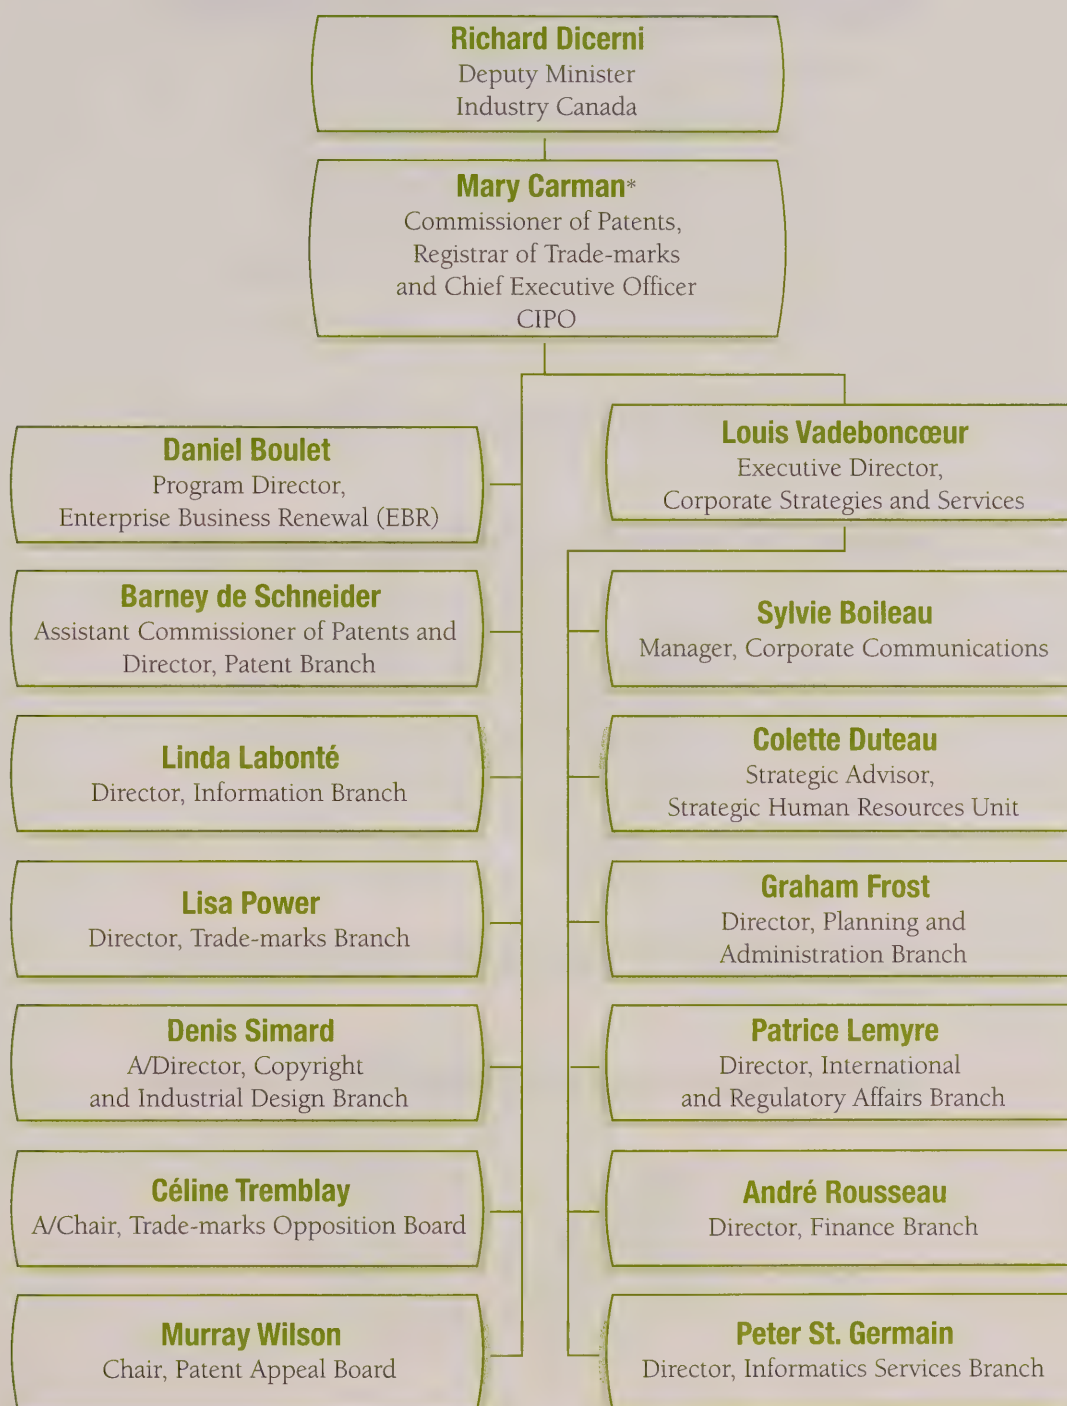 Richard Dicerni
Deputy Minister
Industry Canada
Mary Carman*
Commissioner of Patents,
Registrar of Trade-marks
and Chief Executive Officer
CIPO
Daniel Boulet
Program Director,
Enterprise Business Renewal (EBR)
Barney de Schneider
Assistant Commissioner of Patents and
Director, Patent Branch
Linda Labonté
Director, Information Branch
Lisa Power
Director, Trade-marks Branch
Denis Simard
A/Director, Copyright
and Industrial Design Branch
Céline Tremblay
A/Chair, Trade-marks Opposition Board
Murray Wilson
Chair, Patent Appeal Board
Louis Vadeboncœur
Executive Director,
Corporate Strategies and Services
Sylvie Boileau
Manager, Corporate Communications
Colette Duteau
Strategic Advisor,
Strategic Human Resources Unit
Graham Frost
Director, Planning and
Administration Branch
Patrice Lemyre
Director, International
and Regulatory Affairs Branch
André Rousseau
Director, Finance Branch
Peter St. Germain
Director, Informatics Services Branch